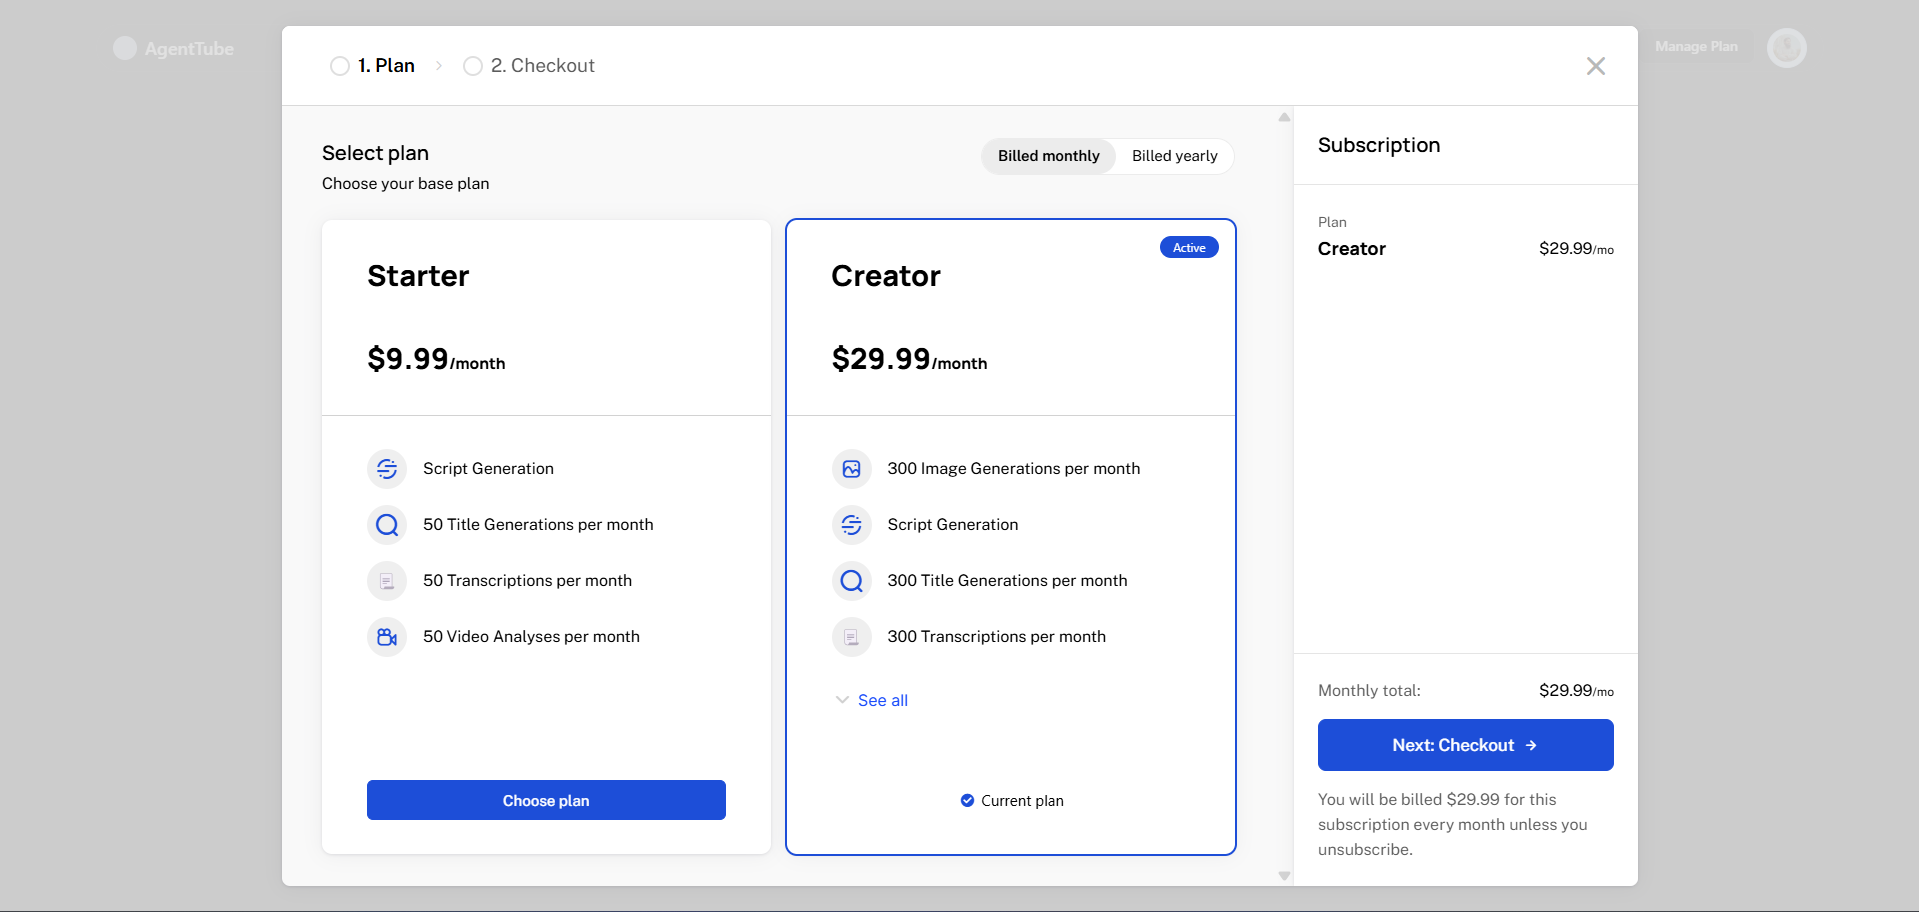 AgentTube
1. Plan
2. Checkout
Manage Plan
Select plan
Choose your base plan
Billed monthly
Billed yearly
Starter
$9.99/month
Script Generation
50 Title Generations per month
50 Transcriptions per month
50 Video Analyses per month
Choose plan
Active
Creator
$29.99/month
300 Image Generations per month
Script Generation
300 Title Generations per month
300 Transcriptions per month
See all
Current plan
Subscription
Plan
Creator $29.99/mo
Monthly total: $29.99/mo
Next: Checkout
You will be billed $29.99 for this
subscription every month unless you
unsubscribe.